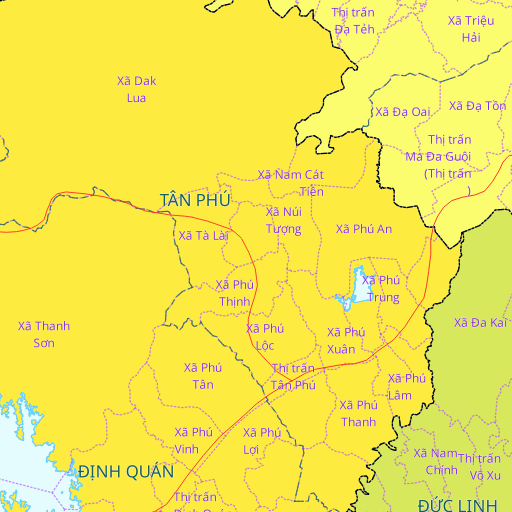 Thị trấn
Đạ Tẻh
Xã Triệu
Hải
Xã Dak
Lua
Xã Đạ Oai
Xã Đạ Tồn
Thị trấn
Ma Đa Guôi
(Thị trấn
)
Xã Nam Cát
Tiên
TÂN PHÚ
Xã Núi
Tượng
Xã Phú An
Xã Tà Lài
Xã Phú
Thịnh
Xã Phú
Trung
Xã Thanh
Sơn
Xã Phú
Lộc
Xã Phú
Xuân
Xã Đa Kai
Xã Phú
Tân
Thị trấn
Tân Phú
Xã Phú
Lâm
Xã Phú
Thanh
Xã Phú
Vinh
Xã Phú
Lợi
Xã Nam
Chính
Thị trấn
Võ Xu
ĐỊNH QUÁN
Thị trấn
ĐỨC LINH